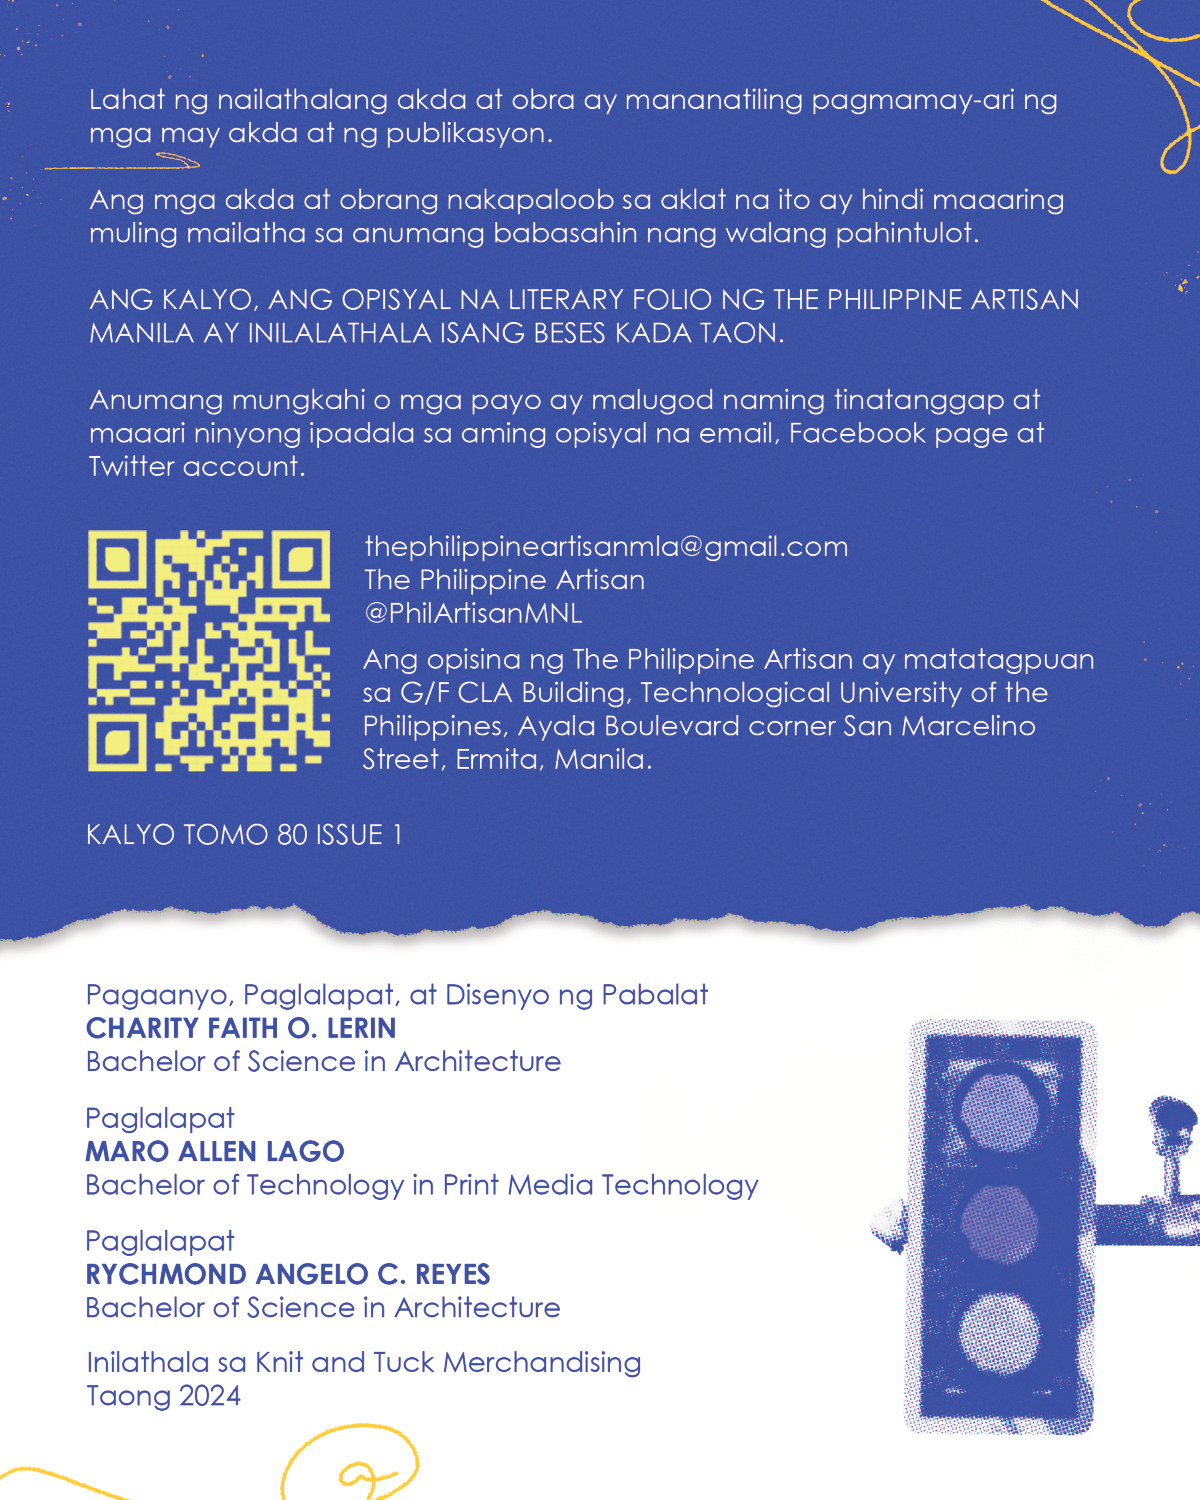 Lahat ng nailathalang akda at obra ay mananatiling pagmamay-ari ng
mga may akda at ng publikasyon.
Ang mga akda at obrang nakapaloob sa aklat na ito ay hindi maaaring
muling mailatha sa anumang babasahin nang walang pahintulot.
ANG KALYO, ANG OPISYAL NA LITERARY FOLIO NG THE PHILIPPINE ARTISAN
MANILA AY INILALATHALA ISANG BESES KADA TAON.
Anumang mungkahi o mga payo ay malugod naming tinatanggap at
maaari ninyong ipadala sa aming opisyal na email, Facebook page at
Twitter account.
thephilippineartisanmla@gmail.com
The Philippine Artisan
@PhilArtisanMNL
Ang opisina ng The Philippine Artisan ay matatagpuan
sa G/F CLA Building, Technological University of the
Philippines, Ayala Boulevard corner San Marcelino
Street, Ermita, Manila.
KALYO TOMO 80 ISSUE 1
Pagaanyo, Paglalapat, at Disenyo ng Pabalat
CHARITY FAITH O. LERIN
Bachelor of Science in Architecture
Paglalapat
MARO ALLEN LAGO
Bachelor of Technology in Print Media Technology
Paglalapat
RYCHMOND ANGELO C. REYES
Bachelor of Science in Architecture
Inilathala sa Knit and Tuck Merchandising
Taong 2024